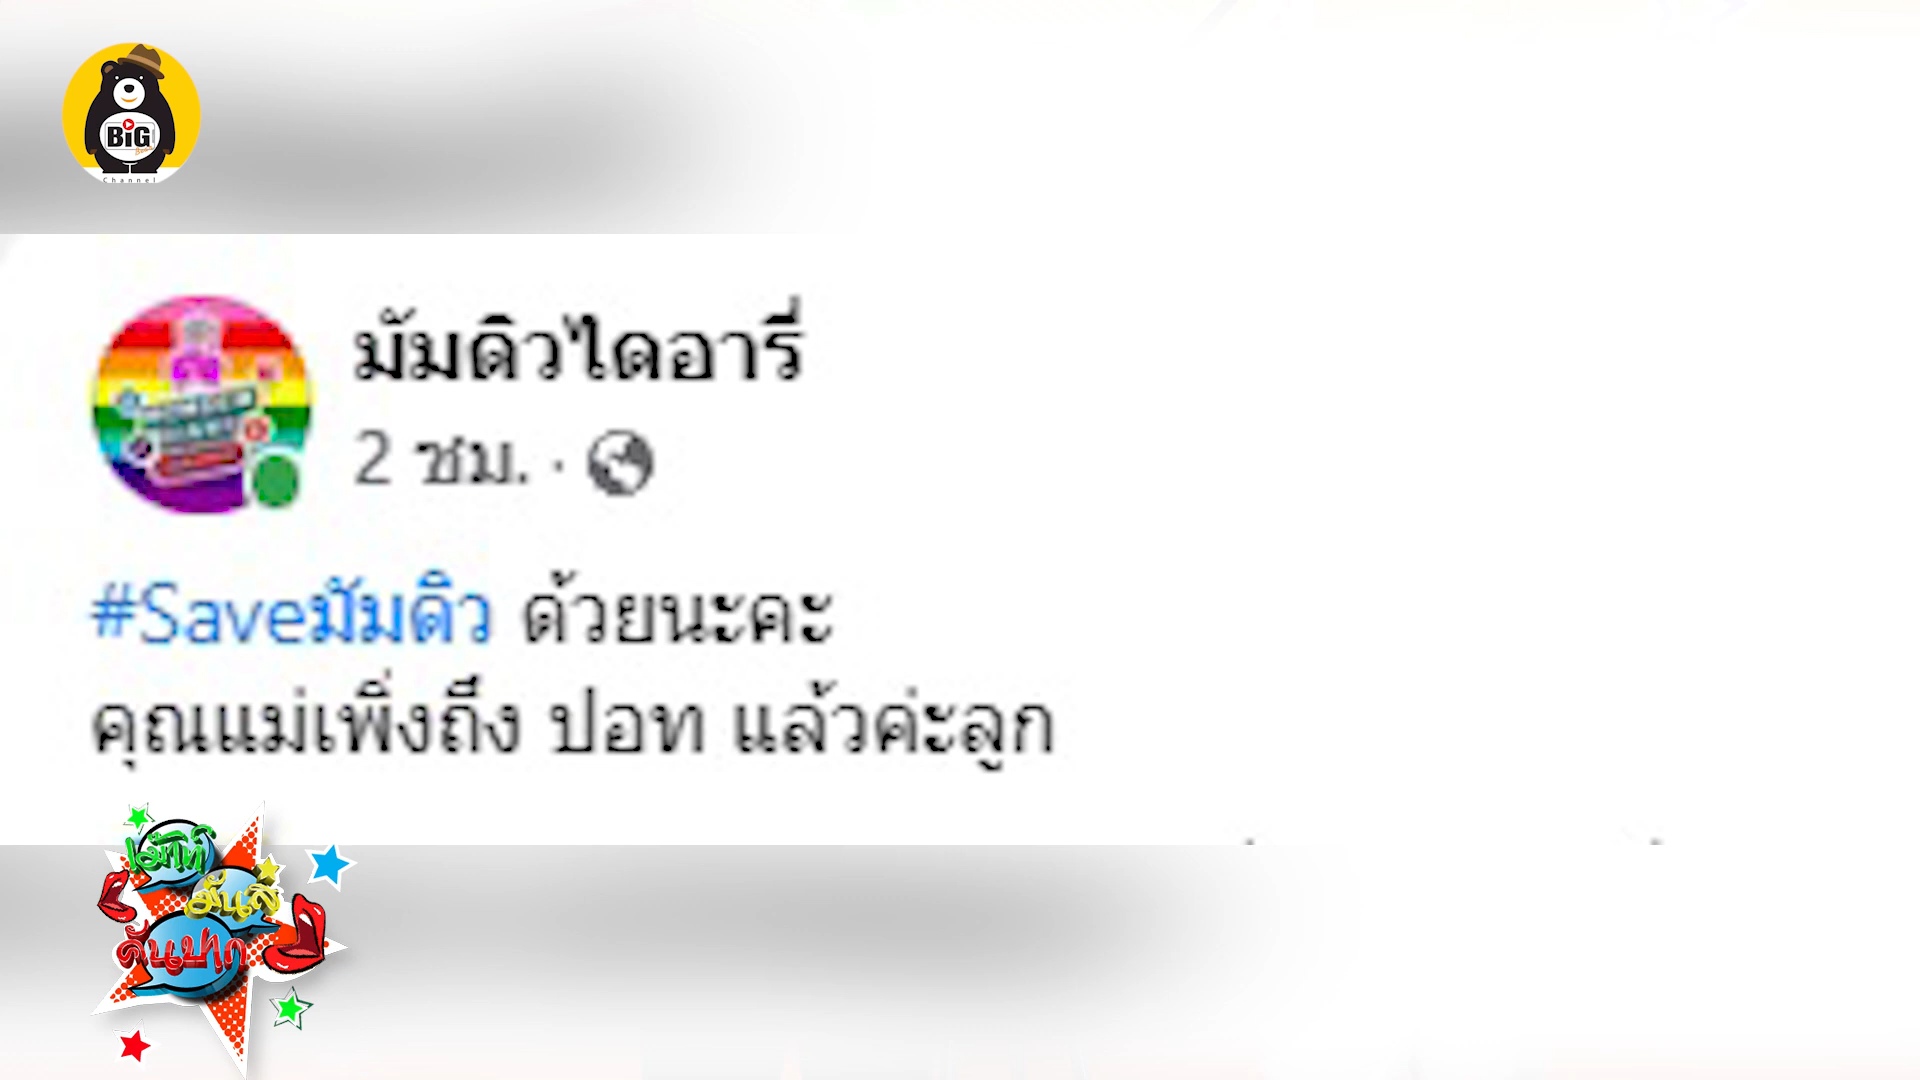 BiG
Channel
มัมดิวไดอารี่
2 ชม.
#Saveมัมดิว ด้วยนะคะ
คุณแม่เพิ่งถึง ปอท แล้วค่ะลูก
เม้าท์
มันส์
คันปาก